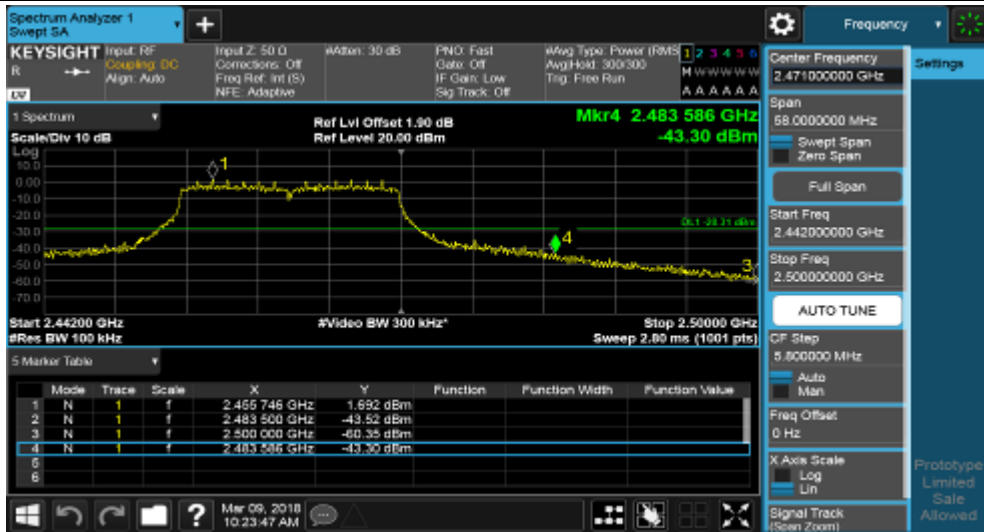 Spectrum Analyzer 1
Swept SA
+
Frequency
KEYSIGHT
Input: RF
Coupling: DC
Align: Auto
Input Z: 50 Ω
Corrections: Off
Freq Ref: Int (S)
NFE: Adaptive
#Atten: 30 dB
PNO: Fast
Gate: Off
IF Gain: Low
Sig Track: Off
#Avg Type: Power (RMS
Avg|Hold: 300/300
Trig: Free Run
1 2 3 4 5 6
M W W W W W
A A A A A A
R
1 Spectrum
Scale/Div 10 dB
Log
Ref Lvl Offset 1.90 dB
Ref Level 20.00 dBm
Mkr4 2.483 586 GHz
-43.30 dBm
10.0
0.00
-10.0
-20.0
-30.0
-40.0
-50.0
-60.0
-70.0
1
4
3
DL1 -28.31 dBm
Start 2.44200 GHz
#Res BW 100 kHz
#Video BW 300 kHz*
Stop 2.50000 GHz
Sweep 2.80 ms (1001 pts)
5 Marker Table
Mode Trace Scale X Y Function Function Width Function Value
1 N 1 f 2.455 746 GHz 1.692 dBm
2 N 1 f 2.483 500 GHz -43.52 dBm
3 N 1 f 2.500 000 GHz -60.35 dBm
4 N 1 f 2.483 586 GHz -43.30 dBm
5
6
?
Mar 09, 2018
10:23:47 AM
Center Frequency
2.471000000 GHz
Settings
Span
58.0000000 MHz
Swept Span
Zero Span
Full Span
Start Freq
2.442000000 GHz
Stop Freq
2.500000000 GHz
AUTO TUNE
CF Step
5.800000 MHz
Auto
Man
Freq Offset
0 Hz
X Axis Scale
Log
Lin
Signal Track
(Span Zoom)
Prototype
Limited
Sale
Allowed